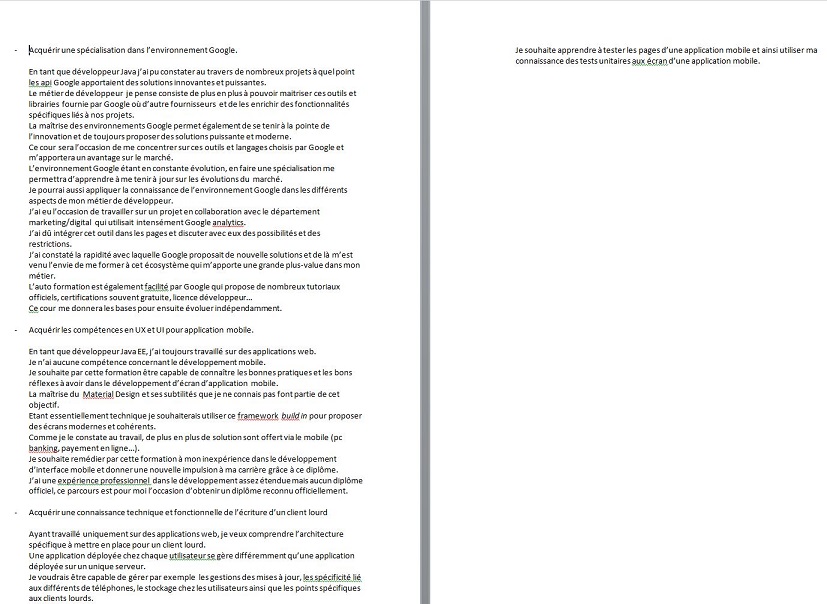 - Acquérir une spécialisation dans l'environnement Google.
En tant que développeur Java j'ai pu constater au travers de nombreux projets à quel point
les api Google apportaient des solutions innovantes et puissantes.
Le métier de développeur je pense consiste de plus en plus à pouvoir maitriser ces outils et
librairies fournie par Google où d'autre fournisseurs et de les enrichir des fonctionnalités
spécifiques liés à nos projets.
La maîtrise des environnements Google permet également de se tenir à la pointe de
l'innovation et de toujours proposer des solutions puissante et moderne.
Ce cour sera l'occasion de me concentrer sur ces outils et langages choisis par Google et
m'apportera un avantage sur le marché.
L'environnement Google étant en constante évolution, en faire une spécialisation me
permettra d'apprendre à me tenir à jour sur les évolutions du marché.
Je pourrai aussi appliquer la connaissance de l'environnement Google dans les différents
aspects de mon métier de développeur.
J'ai eu l'occasion de travailler sur un projet en collaboration avec le département
marketing/digital qui utilisait intensément Google analytics.
J'ai dû intégrer cet outil dans les pages et discuter avec eux des possibilités et des
restrictions.
J'ai constaté la rapidité avec laquelle Google proposait de nouvelle solutions et de là m'est
venu l'envie de me former à cet écosystème qui m'apporte une grande plus-value dans mon
métier.
L'auto formation est également facilité par Google qui propose de nombreux tutoriaux
officiels, certifications souvent gratuite, licence développeur...
Ce cour me donnera les bases pour ensuite évoluer indépendamment.
- Acquérir les compétences en UX et UI pour application mobile.
En tant que développeur Java EE, j'ai toujours travaillé sur des applications web.
Je n'ai aucune compétence concernant le développement mobile.
Je souhaite par cette formation être capable de connaître les bonnes pratiques et les bons
réflexes à avoir dans le développement d'écran d'application mobile.
La maîtrise du Material Design et ses subtilités que je ne connais pas font partie de cet
objectif.
Etant essentiellement technique je souhaiterais utiliser ce framework build in pour proposer
des écrans modernes et cohérents.
Comme je le constate au travail, de plus en plus de solution sont offert via le mobile (pc
banking, payement en ligne...).
Je souhaite remédier par cette formation à mon inexpérience dans le développement
d'interface mobile et donner une nouvelle impulsion à ma carrière grâce à ce diplôme.
J'ai une expérience professionnel dans le développement assez étendue mais aucun diplôme
officiel, ce parcours est pour moi l'occasion d'obtenir un diplôme reconnu officiellement.
- Acquérir une connaissance technique et fonctionnelle de l'écriture d'un client lourd
Ayant travaillé uniquement sur des applications web, je veux comprendre l'architecture
spécifique à mettre en place pour un client lourd.
Une application déployée chez chaque utilisateur se gère différemment qu'une application
déployée sur un unique serveur.
Je voudrais être capable de gérer par exemple les gestions des mises à jour, les spécificité lié
aux différents de téléphones, le stockage chez les utilisateurs ainsi que les points spécifiques
aux clients lourds.
Je souhaite apprendre à tester les pages d'une application mobile et ainsi utiliser ma
connaissance des tests unitaires aux écran d'une application mobile.